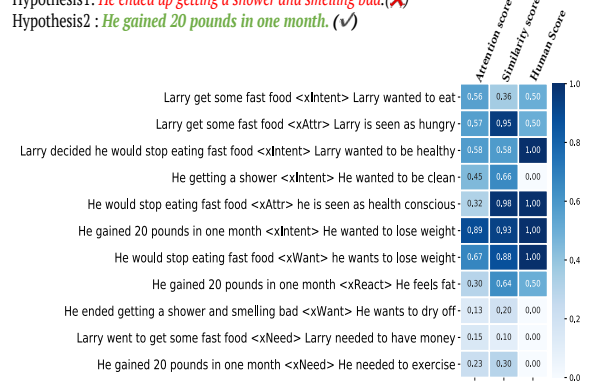 Hypothesis1: He ended up getting a shower and smelling bad.(✗)
Hypothesis2 : He gained 20 pounds in one month. (✓)
Attention score
Similarity score
Human Score
Larry get some fast food <xIntent> Larry wanted to eat 0.56 0.36 0.50
Larry get some fast food <xAttr> Larry is seen as hungry 0.57 0.95 0.50
Larry decided he would stop eating fast food <xIntent> Larry wanted to be healthy 0.58 0.58 1.00
He getting a shower <xIntent> He wanted to be clean 0.45 0.66 0.00
He would stop eating fast food <xAttr> he is seen as health conscious 0.32 0.98 1.00
He gained 20 pounds in one month <xIntent> He wanted to lose weight 0.89 0.93 1.00
He would stop eating fast food <xWant> he wants to lose weight 0.67 0.88 1.00
He gained 20 pounds in one month <xReact> He feels fat 0.30 0.64 0.50
He ended getting a shower and smelling bad <xWant> He wants to dry off 0.13 0.20 0.00
Larry went to get some fast food <xNeed> Larry needed to have money 0.15 0.10 0.00
He gained 20 pounds in one month <xNeed> He needed to exercise 0.23 0.30 0.00
1.0
0.8
0.6
0.4
0.2
0.0